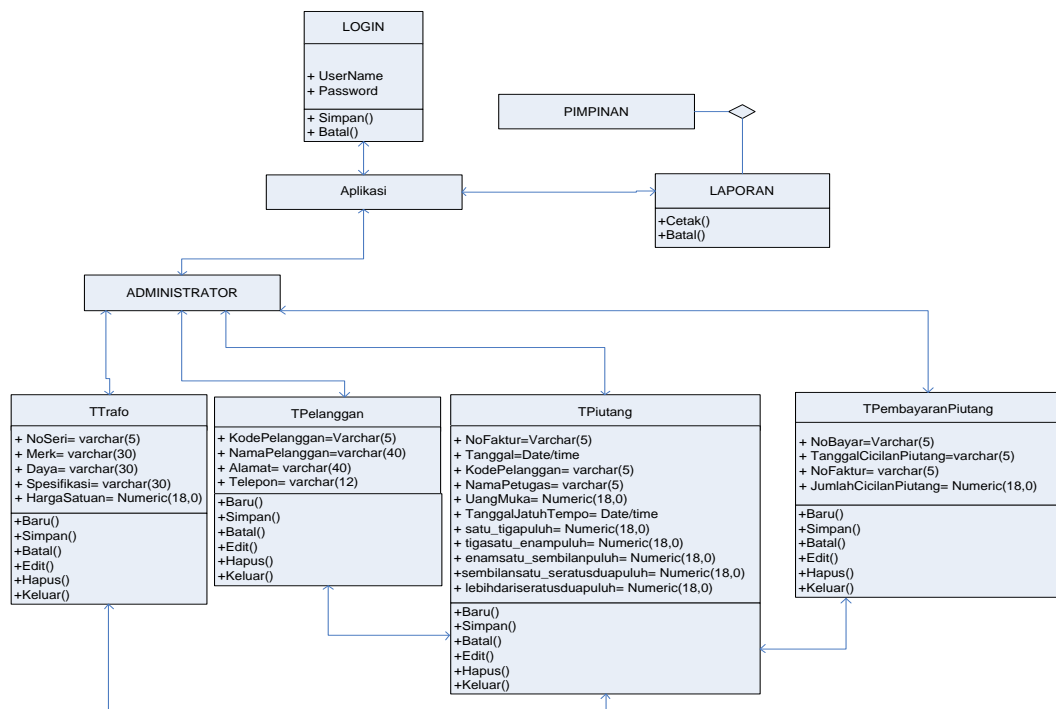 LOGIN
+ UserName
+ Password
+ Simpan()
+ Batal()
PIMPINAN
Aplikasi
LAPORAN
+Cetak()
+Batal()
ADMINISTRATOR
TTrafo
+ NoSeri= varchar(5)
+ Merk= varchar(30)
+ Daya= varchar(30)
+ Spesifikasi= varchar(30)
+ HargaSatuan= Numeric(18,0)
+Baru()
+Simpan()
+Batal()
+Edit()
+Hapus()
+Keluar()
TPelanggan
+ KodePelanggan=Varchar(5)
+ NamaPelanggan=varchar(40)
+ Alamat= varchar(40)
+ Telepon= varchar(12)
+Baru()
+Simpan()
+Batal()
+Edit()
+Hapus()
+Keluar()
TPiutang
+ NoFaktur=Varchar(5)
+ Tanggal=Date/time
+ KodePelanggan= varchar(5)
+ NamaPetugas= varchar(5)
+ UangMuka= Numeric(18,0)
+ TanggalJatuhTempo= Date/time
+ satu_tigapuluh= Numeric(18,0)
+ tigasatu_enampuluh= Numeric(18,0)
+ enamsatu_sembilanpuluh= Numeric(18,0)
+sembilansatu_seratusduapuluh= Numeric(18,0)
+ lebihdariseratusduapuluh= Numeric(18,0)
+Baru()
+Simpan()
+Batal()
+Edit()
+Hapus()
+Keluar()
TPembayaranPiutang
+ NoBayar=Varchar(5)
+ TanggalCicilanPiutang=varchar(5)
+ NoFaktur= varchar(5)
+ JumlahCicilanPiutang= Numeric(18,0)
+Baru()
+Simpan()
+Batal()
+Edit()
+Hapus()
+Keluar()